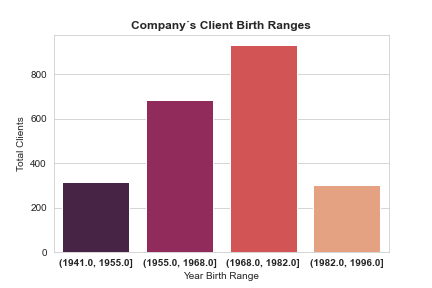 Company´s Client Birth Ranges
800
600
400
200
0
Total Clients
(1941.0, 1955.0] (1955.0, 1968.0] (1968.0, 1982.0] (1982.0, 1996.0]
Year Birth Range